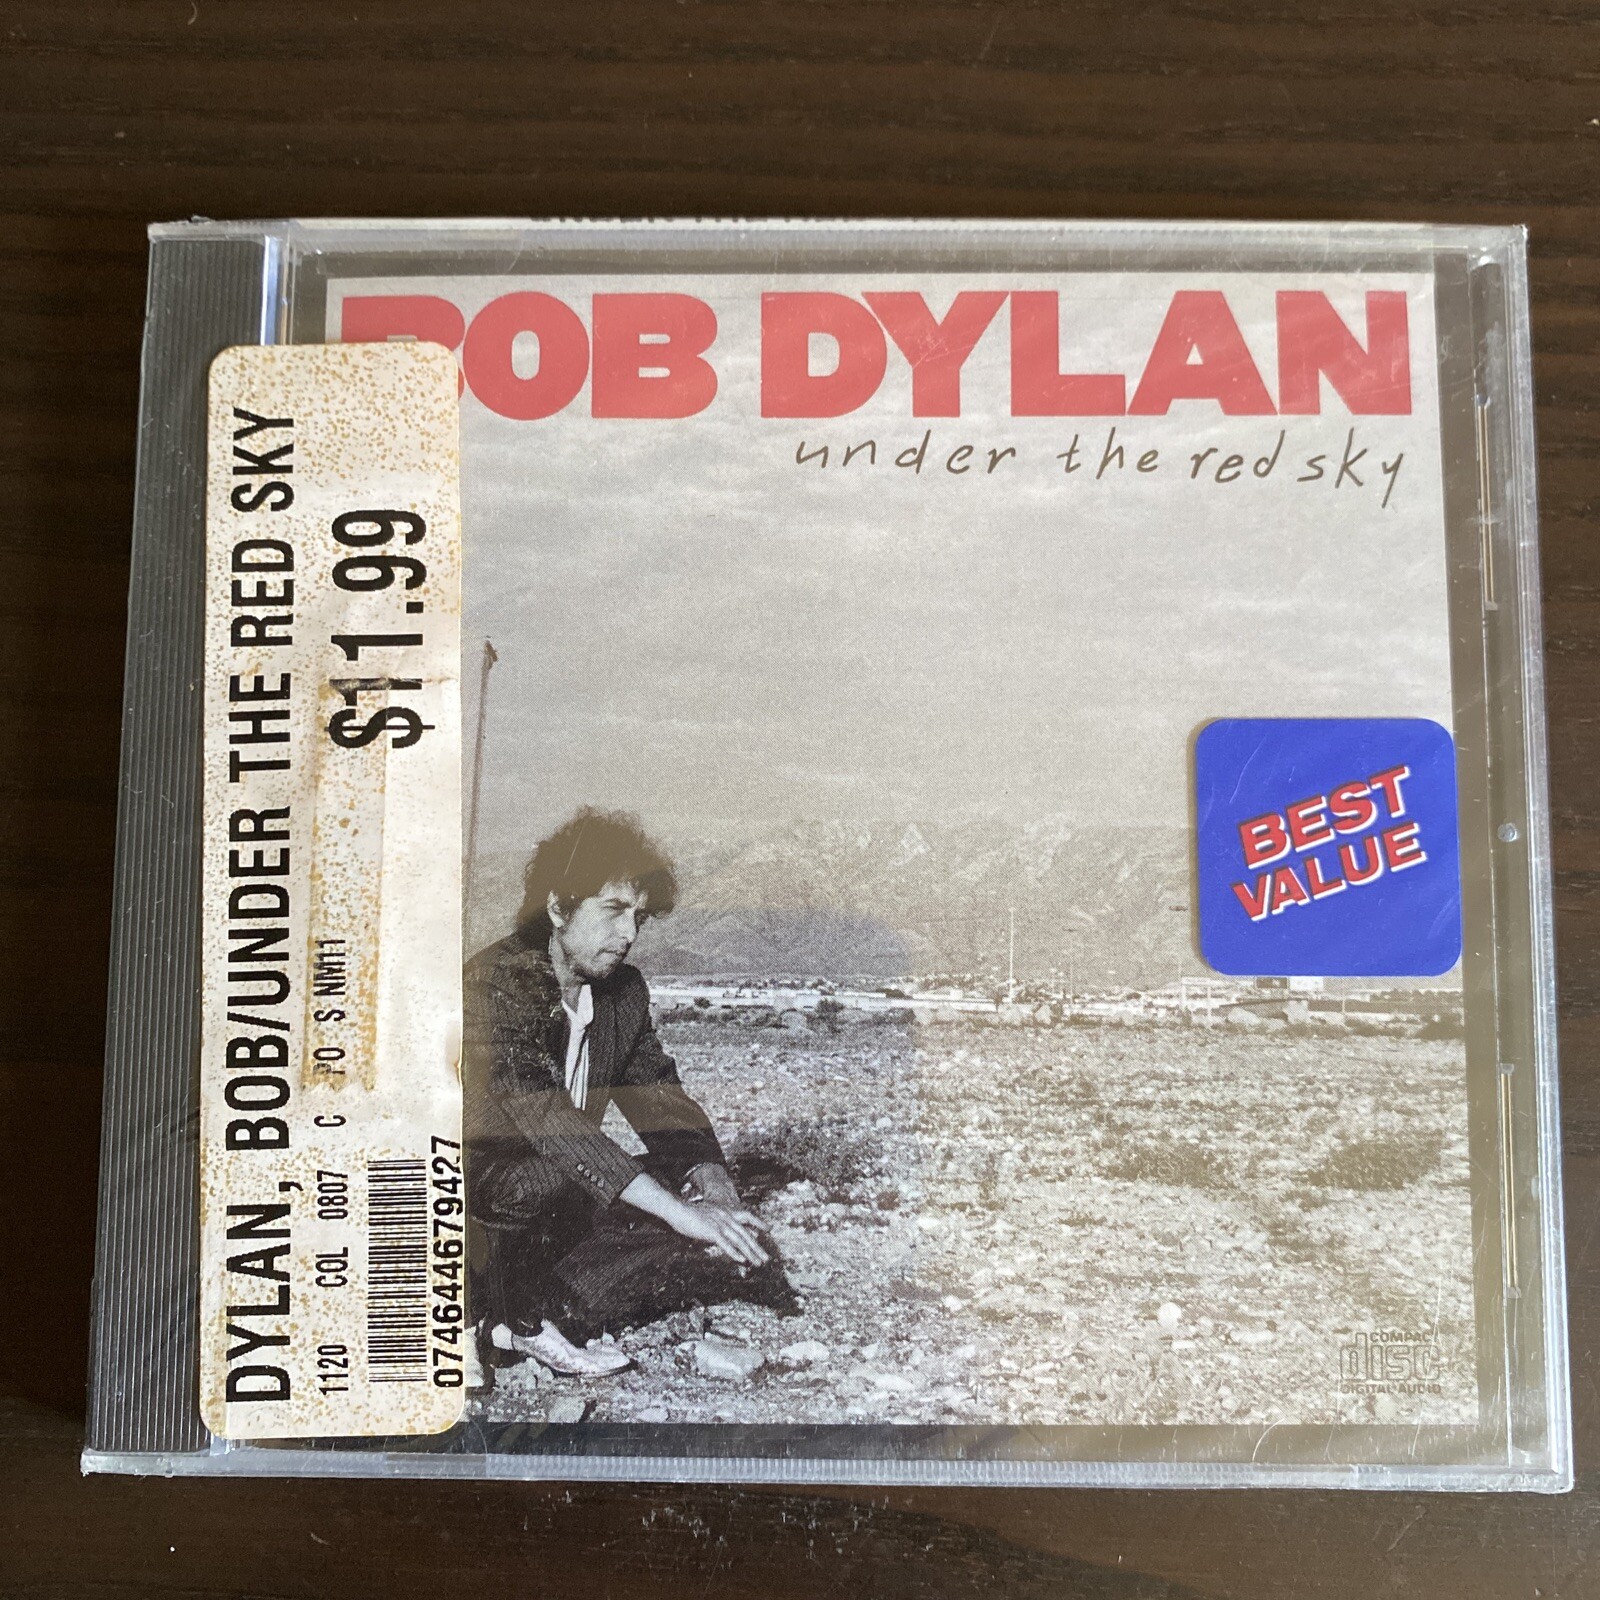 BOB DYLAN
under the red sky
DYLAN, BOB/UNDER THE RED SKY
$11.99
1120 COL 0807 C PO S NM11
074644679427
BEST
VALUE
COMPACT
disc
DIGITAL AUDIO